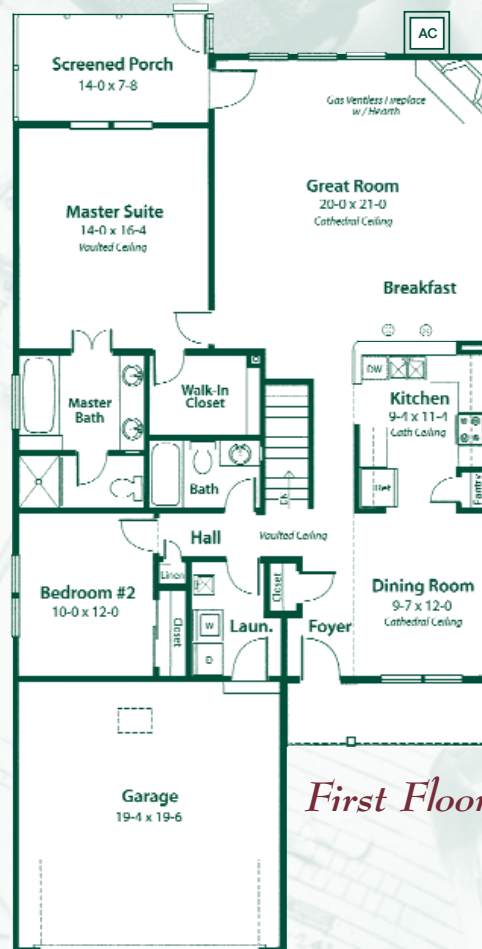 AC
Screened Porch
14-0 x 7-8
Gas Ventless Fireplace
w / Hearth
Great Room
20-0 x 21-0
Cathedral Ceiling
Master Suite
14-0 x 16-4
Vaulted Ceiling
Breakfast
DW
Kitchen
9-4 x 11-4
Cath Ceiling
Walk-In
Closet
Master
Bath
Bath
DN
Ref
Pantry
Hall
Vaulted Ceiling
Linen
Bedroom #2
10-0 x 12-0
Closet
W
D
Laun.
Closet
Foyer
Dining Room
9-7 x 12-0
Cathedral Ceiling
Garage
19-4 x 19-6
First Floor